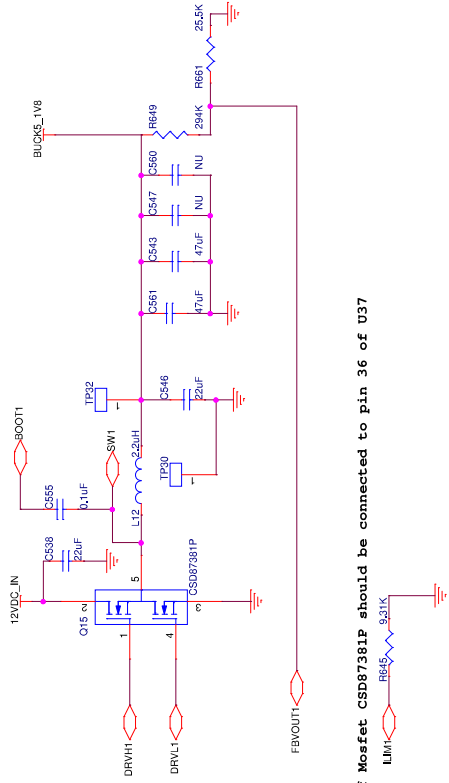 BUCK5_1V8
R649
294K
R661
25.5K
C560
NU
C547
NU
C543
47uF
C561
47uF
TP32
1
C546
22uF
TP30
1
BOOT1
C555
0.1uF
SW1
2.2uH
L12
12VDC_IN
C538
22uF
Q15
CSD87381P
2
5
3
1
4
DRVH1
DRVL1
FBVOUT1
Mosfet CSD87381P should be connected to pin 36 of U37
ILIM1
R645
9.31K